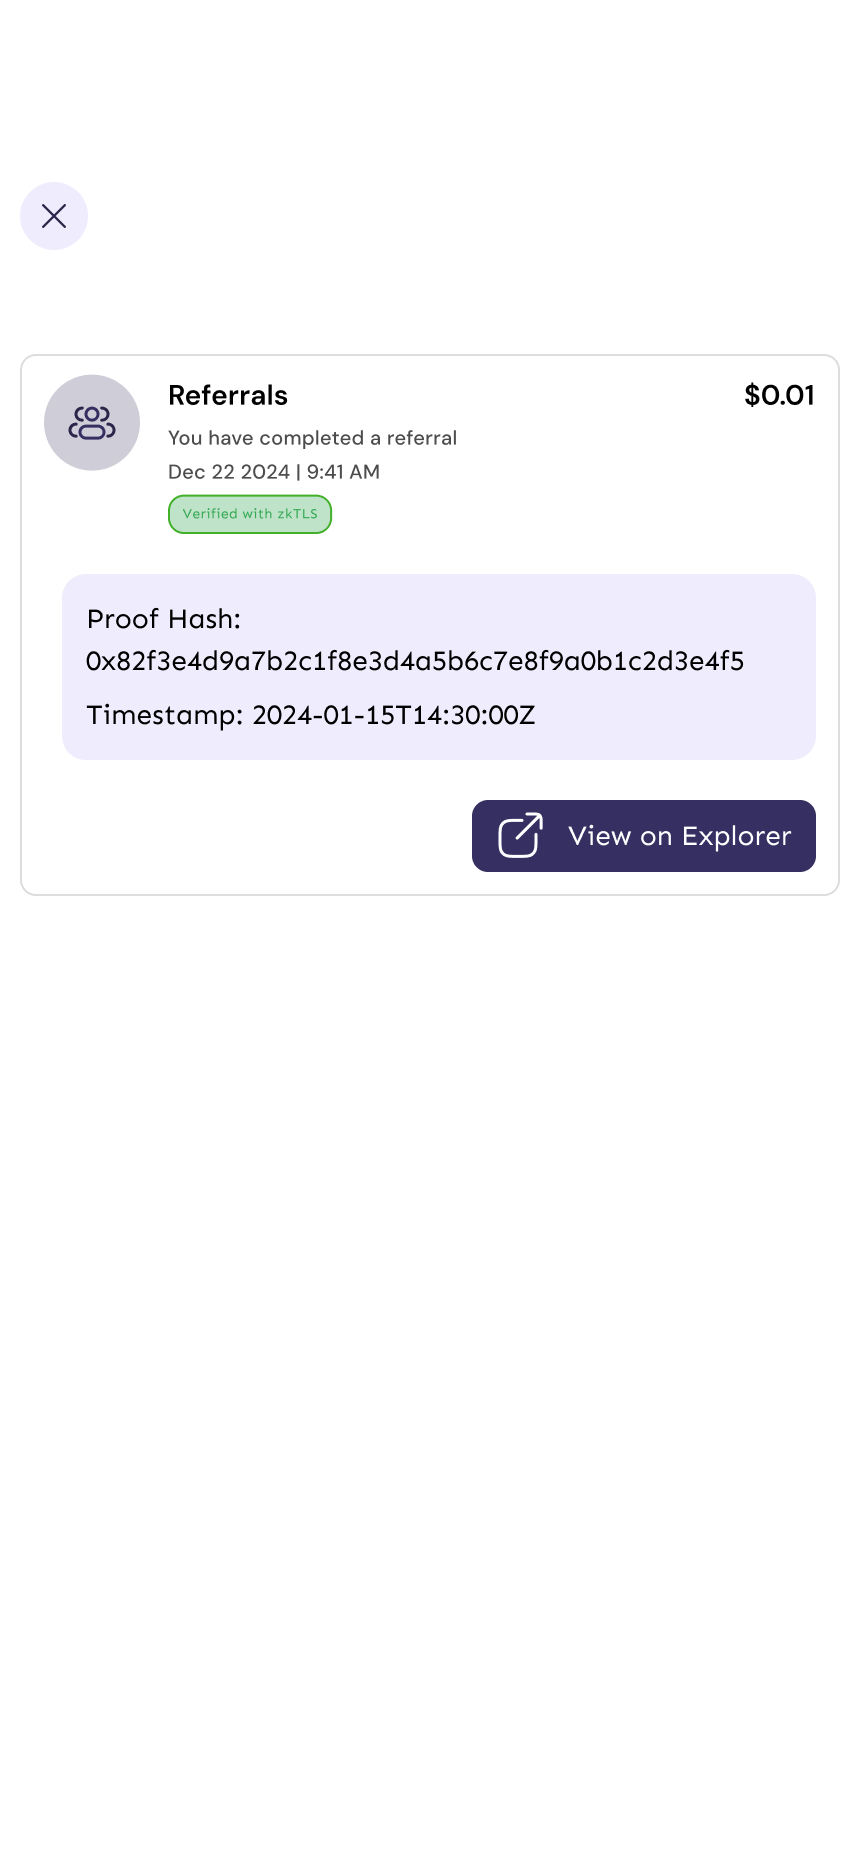 Referrals
$0.01
You have completed a referral
Dec 22 2024 | 9:41 AM
Verified with zkTLS
Proof Hash:
0x82f3e4d9a7b2c1f8e3d4a5b6c7e8f9a0b1c2d3e4f5
Timestamp: 2024-01-15T14:30:00Z
View on Explorer